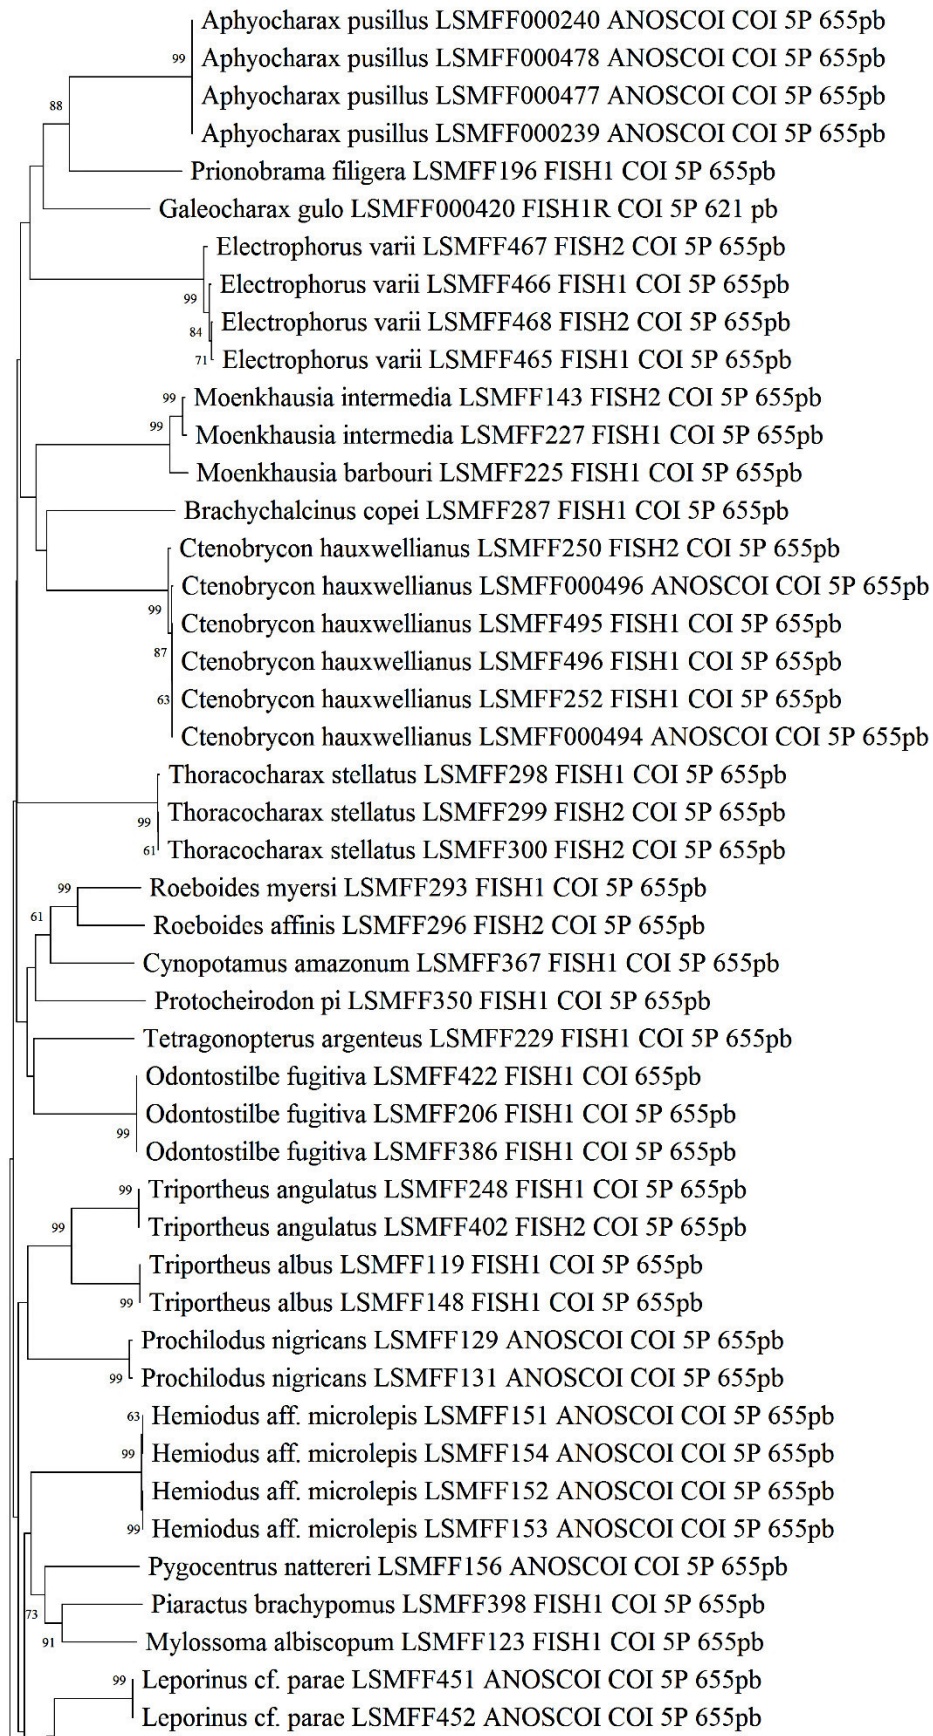 Aphyocharax pusillus LSMFF000240 ANOSCOI COI 5P 655pb
99
Aphyocharax pusillus LSMFF000478 ANOSCOI COI 5P 655pb
Aphyocharax pusillus LSMFF000477 ANOSCOI COI 5P 655pb
88
Aphyocharax pusillus LSMFF000239 ANOSCOI COI 5P 655pb
Prionobrama filigera LSMFF196 FISH1 COI 5P 655pb
Galeocharax gulo LSMFF000420 FISH1R COI 5P 621 pb
Electrophorus varii LSMFF467 FISH2 COI 5P 655pb
Electrophorus varii LSMFF466 FISH1 COI 5P 655pb
99
Electrophorus varii LSMFF468 FISH2 COI 5P 655pb
84
Electrophorus varii LSMFF465 FISH1 COI 5P 655pb
71
Moenkhausia intermedia LSMFF143 FISH2 COI 5P 655pb
99
99
Moenkhausia intermedia LSMFF227 FISH1 COI 5P 655pb
Moenkhausia barbouri LSMFF225 FISH1 COI 5P 655pb
Brachychalcinus copei LSMFF287 FISH1 COI 5P 655pb
Ctenobrycon hauxwellianus LSMFF250 FISH2 COI 5P 655pb
Ctenobrycon hauxwellianus LSMFF000496 ANOSCOI COI 5P 655pb
99
Ctenobrycon hauxwellianus LSMFF495 FISH1 COI 5P 655pb
87
Ctenobrycon hauxwellianus LSMFF496 FISH1 COI 5P 655pb
63
Ctenobrycon hauxwellianus LSMFF252 FISH1 COI 5P 655pb
Ctenobrycon hauxwellianus LSMFF000494 ANOSCOI COI 5P 655pb
Thoracocharax stellatus LSMFF298 FISH1 COI 5P 655pb
Thoracocharax stellatus LSMFF299 FISH2 COI 5P 655pb
99
61
Thoracocharax stellatus LSMFF300 FISH2 COI 5P 655pb
99
Roeboides myersi LSMFF293 FISH1 COI 5P 655pb
61
Roeboides affinis LSMFF296 FISH2 COI 5P 655pb
Cynopotamus amazonum LSMFF367 FISH1 COI 5P 655pb
Protocheirodon pi LSMFF350 FISH1 COI 5P 655pb
Tetragonopterus argenteus LSMFF229 FISH1 COI 5P 655pb
Odontostilbe fugitiva LSMFF422 FISH1 COI 655pb
Odontostilbe fugitiva LSMFF206 FISH1 COI 5P 655pb
99
Odontostilbe fugitiva LSMFF386 FISH1 COI 5P 655pb
99
Triportheus angulatus LSMFF248 FISH1 COI 5P 655pb
99
Triportheus angulatus LSMFF402 FISH2 COI 5P 655pb
Triportheus albus LSMFF119 FISH1 COI 5P 655pb
99
Triportheus albus LSMFF148 FISH1 COI 5P 655pb
Prochilodus nigricans LSMFF129 ANOSCOI COI 5P 655pb
99
Prochilodus nigricans LSMFF131 ANOSCOI COI 5P 655pb
63
Hemiodus aff. microlepis LSMFF151 ANOSCOI COI 5P 655pb
99
Hemiodus aff. microlepis LSMFF154 ANOSCOI COI 5P 655pb
Hemiodus aff. microlepis LSMFF152 ANOSCOI COI 5P 655pb
99
Hemiodus aff. microlepis LSMFF153 ANOSCOI COI 5P 655pb
Pygocentrus nattereri LSMFF156 ANOSCOI COI 5P 655pb
Piaractus brachypomus LSMFF398 FISH1 COI 5P 655pb
73
91
Mylossoma albiscopum LSMFF123 FISH1 COI 5P 655pb
99
Leporinus cf. parae LSMFF451 ANOSCOI COI 5P 655pb
Leporinus cf. parae LSMFF452 ANOSCOI COI 5P 655pb